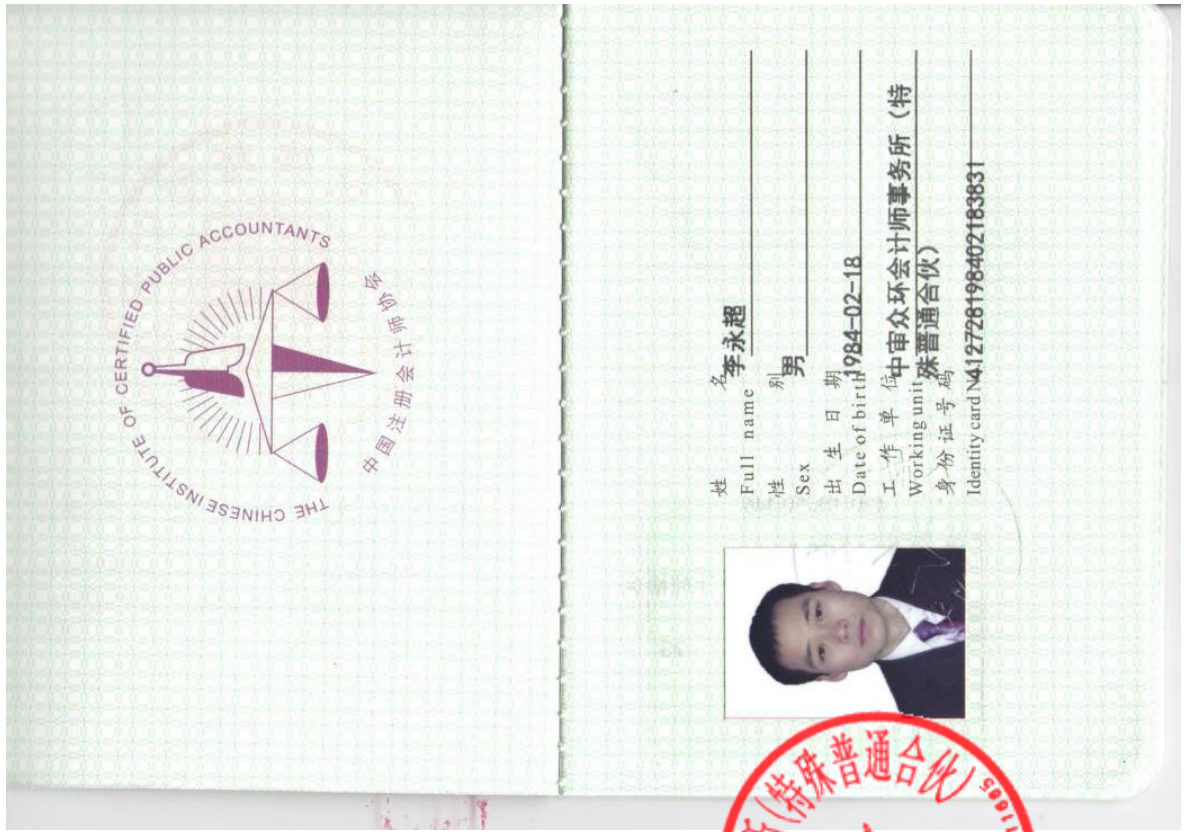 THE CHINESE INSTITUTE OF CERTIFIED PUBLIC ACCOUNTANTS
中国注册会计师协会
姓 名 李永超
Full name
性 别 男
Sex
出 生 日 期 1984-02-18
Date of birth
工 作 单 位 中审众环会计师事务所（特
Working unit 殊普通合伙）
身 份 证 号 码
Identity card N412728198402183831
所(特殊普通合伙)
11605